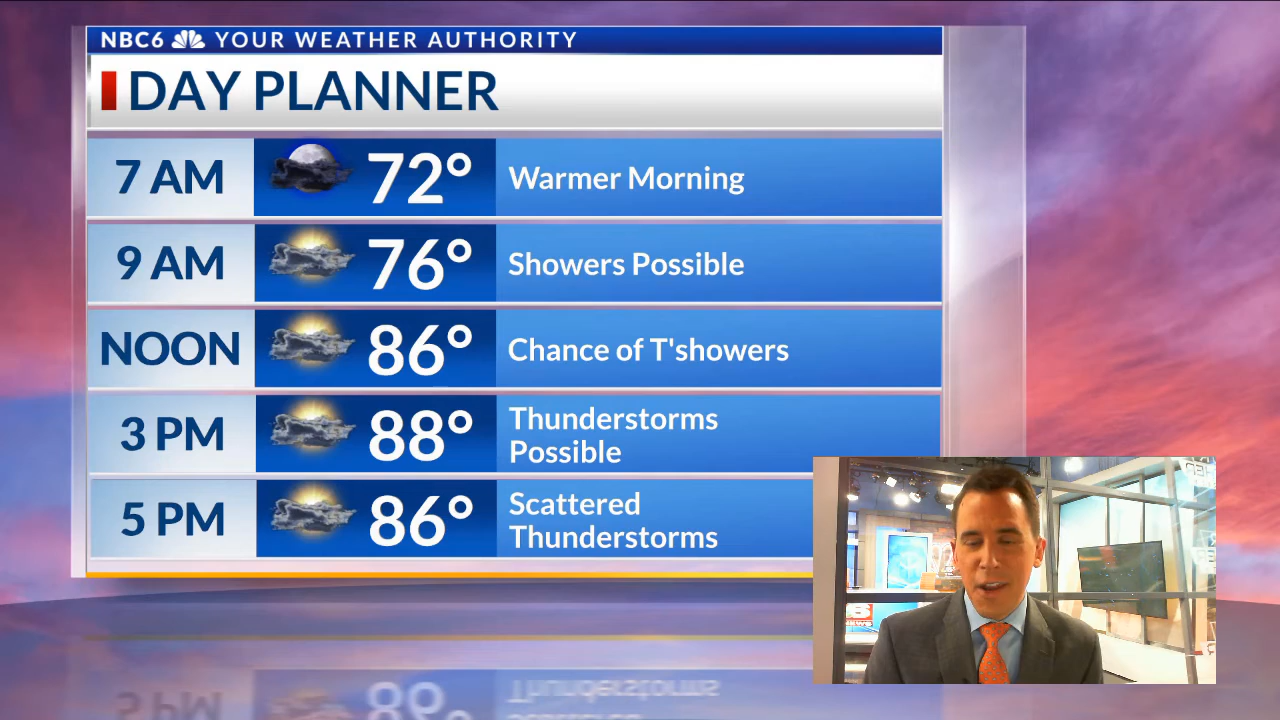 NBC6 YOUR WEATHER AUTHORITY
DAY PLANNER
7 AM 72° Warmer Morning
9 AM 76° Showers Possible
NOON 86° Chance of T'showers
3 PM 88° Thunderstorms
Possible
5 PM 86° Scattered
Thunderstorms